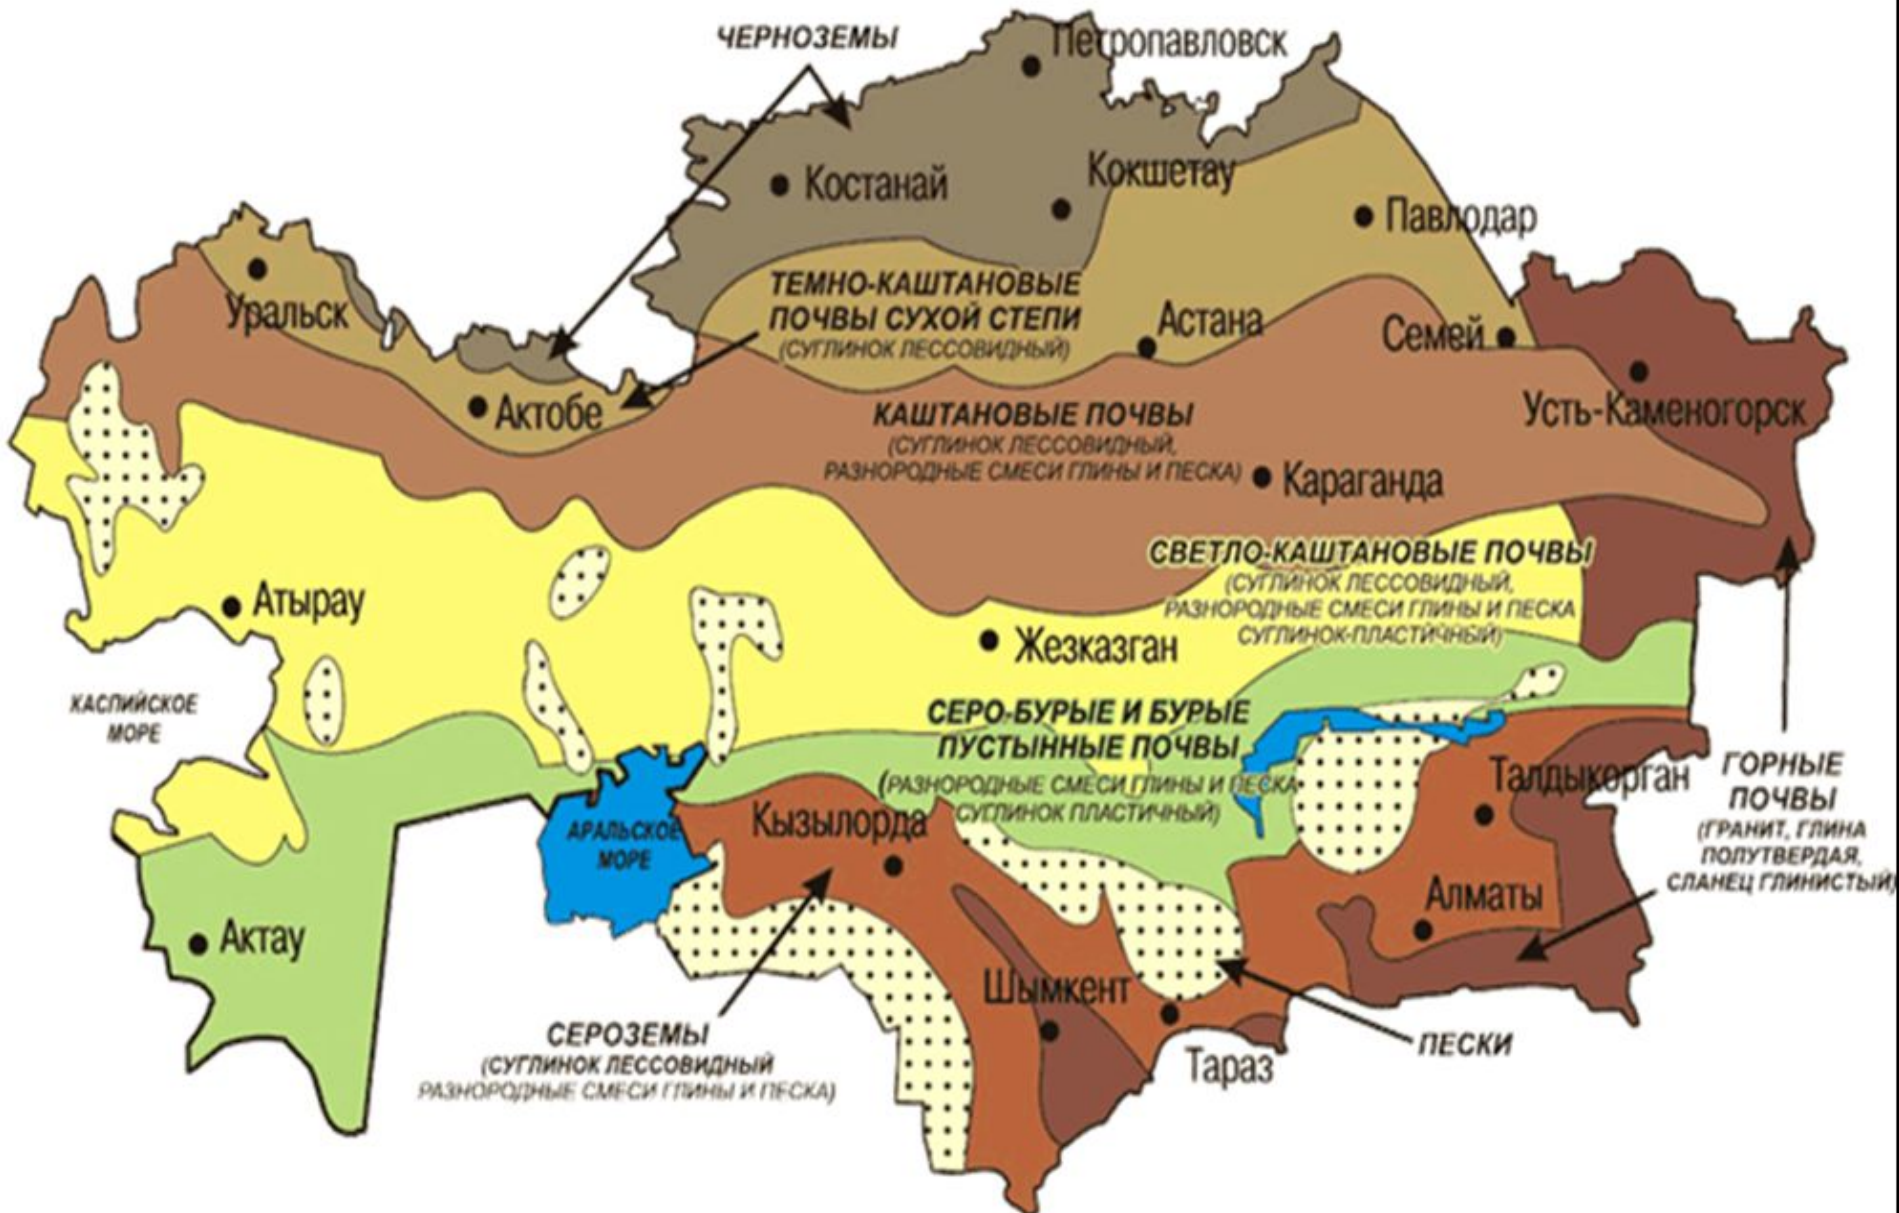 ЧЕРНОЗЕМЫ
Петропавловск
Костанай
Кокшетау
Павлодар
Уральск
ТЕМНО-КАШТАНОВЫЕ
ПОЧВЫ СУХОЙ СТЕПИ
(СУГЛИНОК ЛЕССОВИДНЫЙ)
Астана
Семей
Актобе
КАШТАНОВЫЕ ПОЧВЫ
(СУГЛИНОК ЛЕССОВИДНЫЙ,
РАЗНОРОДНЫЕ СМЕСИ ГЛИНЫ И ПЕСКА)
Усть-Каменогорск
Караганда
СВЕТЛО-КАШТАНОВЫЕ ПОЧВЫ
(СУГЛИНОК ЛЕССОВИДНЫЙ,
РАЗНОРОДНЫЕ СМЕСИ ГЛИНЫ И ПЕСКА
СУГЛИНОК-ПЛАСТИЧНЫЙ)
Атырау
Жезказган
ХАСПИЙСКОЕ
МОРЕ
СЕРО-БУРЫЕ И БУРЫЕ
ПУСТЫННЫЕ ПОЧВЫ
(РАЗНОРОДНЫЕ СМЕСИ ГЛИНЫ И ПЕСКА
СУГЛИНОК ПЛАСТИЧНЫЙ)
Талдыкорган
ГОРНЫЕ
ПОЧВЫ
(ГРАНИТ, ГЛИНА
ПОЛУТВЕРДАЯ,
СЛАНЕЦ ГЛИНИСТЫЙ)
АРАЛЬСКОЕ
МОРЕ
Кызылорда
Алматы
Актау
Шымкент
СЕРОЗЕМЫ
(СУГЛИНОК ЛЕССОВИДНЫЙ
РАЗНОРОДНЫЕ СМЕСИ ГЛИНЫ И ПЕСКА)
Тараз
ПЕСКИ